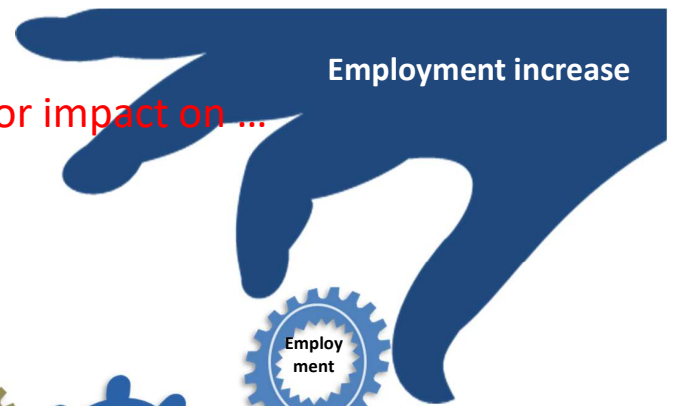 Employment increase
or impact on ...
Employ
ment